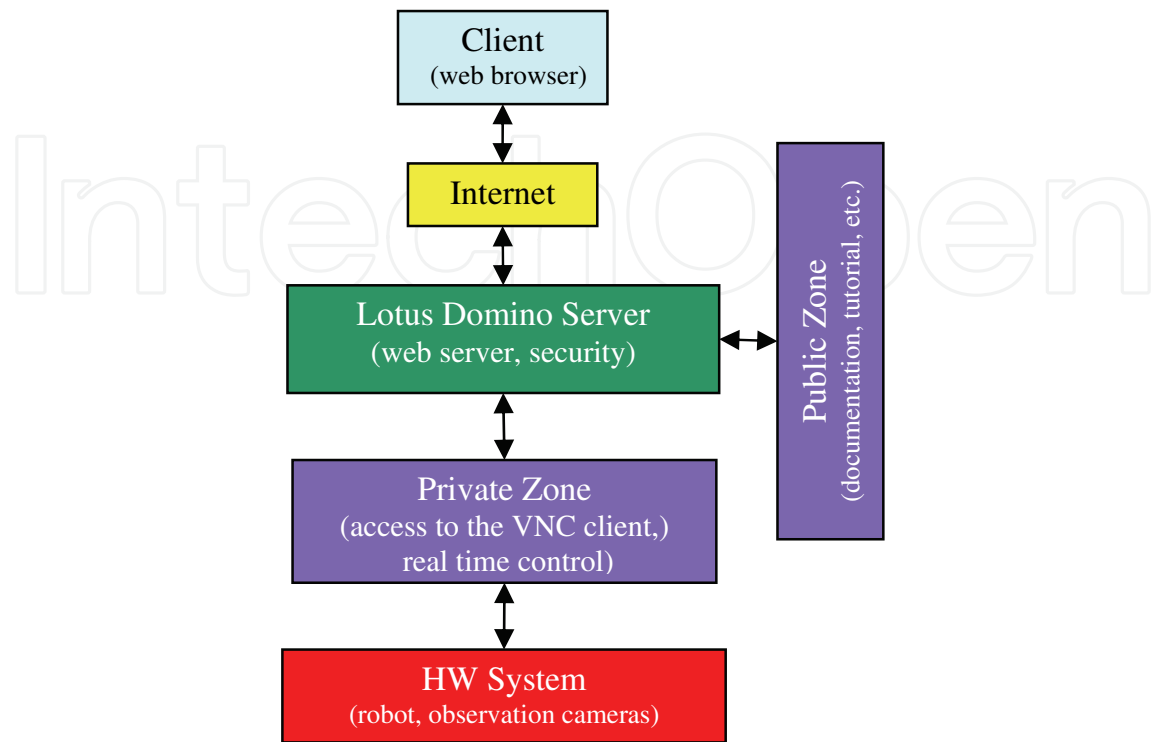 Client
(web browser)
Internet
Lotus Domino Server
(web server, security)
Public Zone
(documentation, tutorial, etc.)
Private Zone
(access to the VNC client,)
real time control)
HW System
(robot, observation cameras)
IntechOpen